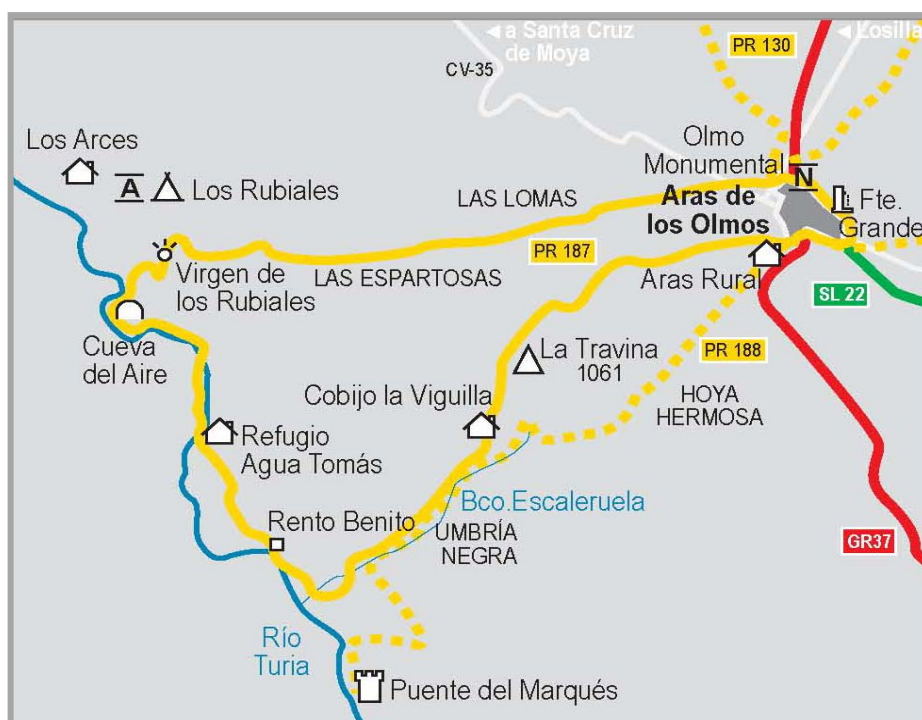 ◄ a Santa Cruz
de Moya
◄ Losilla
PR 130
CV-35
Los Arces
Olmo
Monumental
A
Los Rubiales
N
LAS LOMAS
Aras de
los Olmos
Fte.
Grande
PR 187
Virgen de
los Rubiales
LAS ESPARTOSAS
Aras Rural
SL 22
Cueva
del Aire
La Travina
1061
PR 188
Cobijo la Viguilla
HOYA
HERMOSA
Refugio
Agua Tomás
Bco.Escaleruela
Rento Benito
UMBRÍA
NEGRA
GR37
Río
Turia
Puente del Marqués